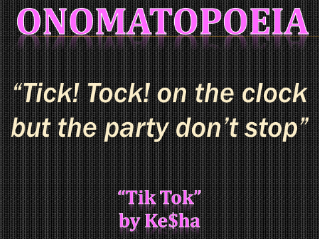 ONOMATOPOEIA
“Tick! Tock! on the clock
but the party don’t stop”
“Tik Tok”
by Ke$ha